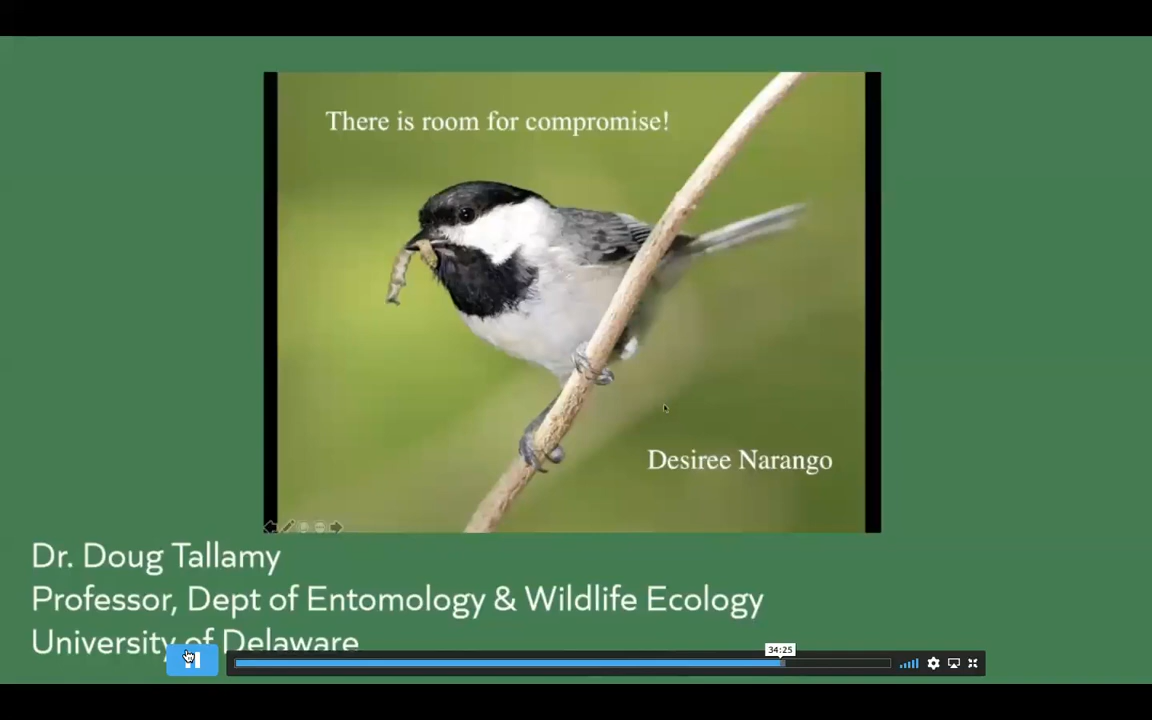 There is room for compromise!
Desiree Narango
Dr. Doug Tallamy
Professor, Dept of Entomology & Wildlife Ecology
University of Delaware
34:25